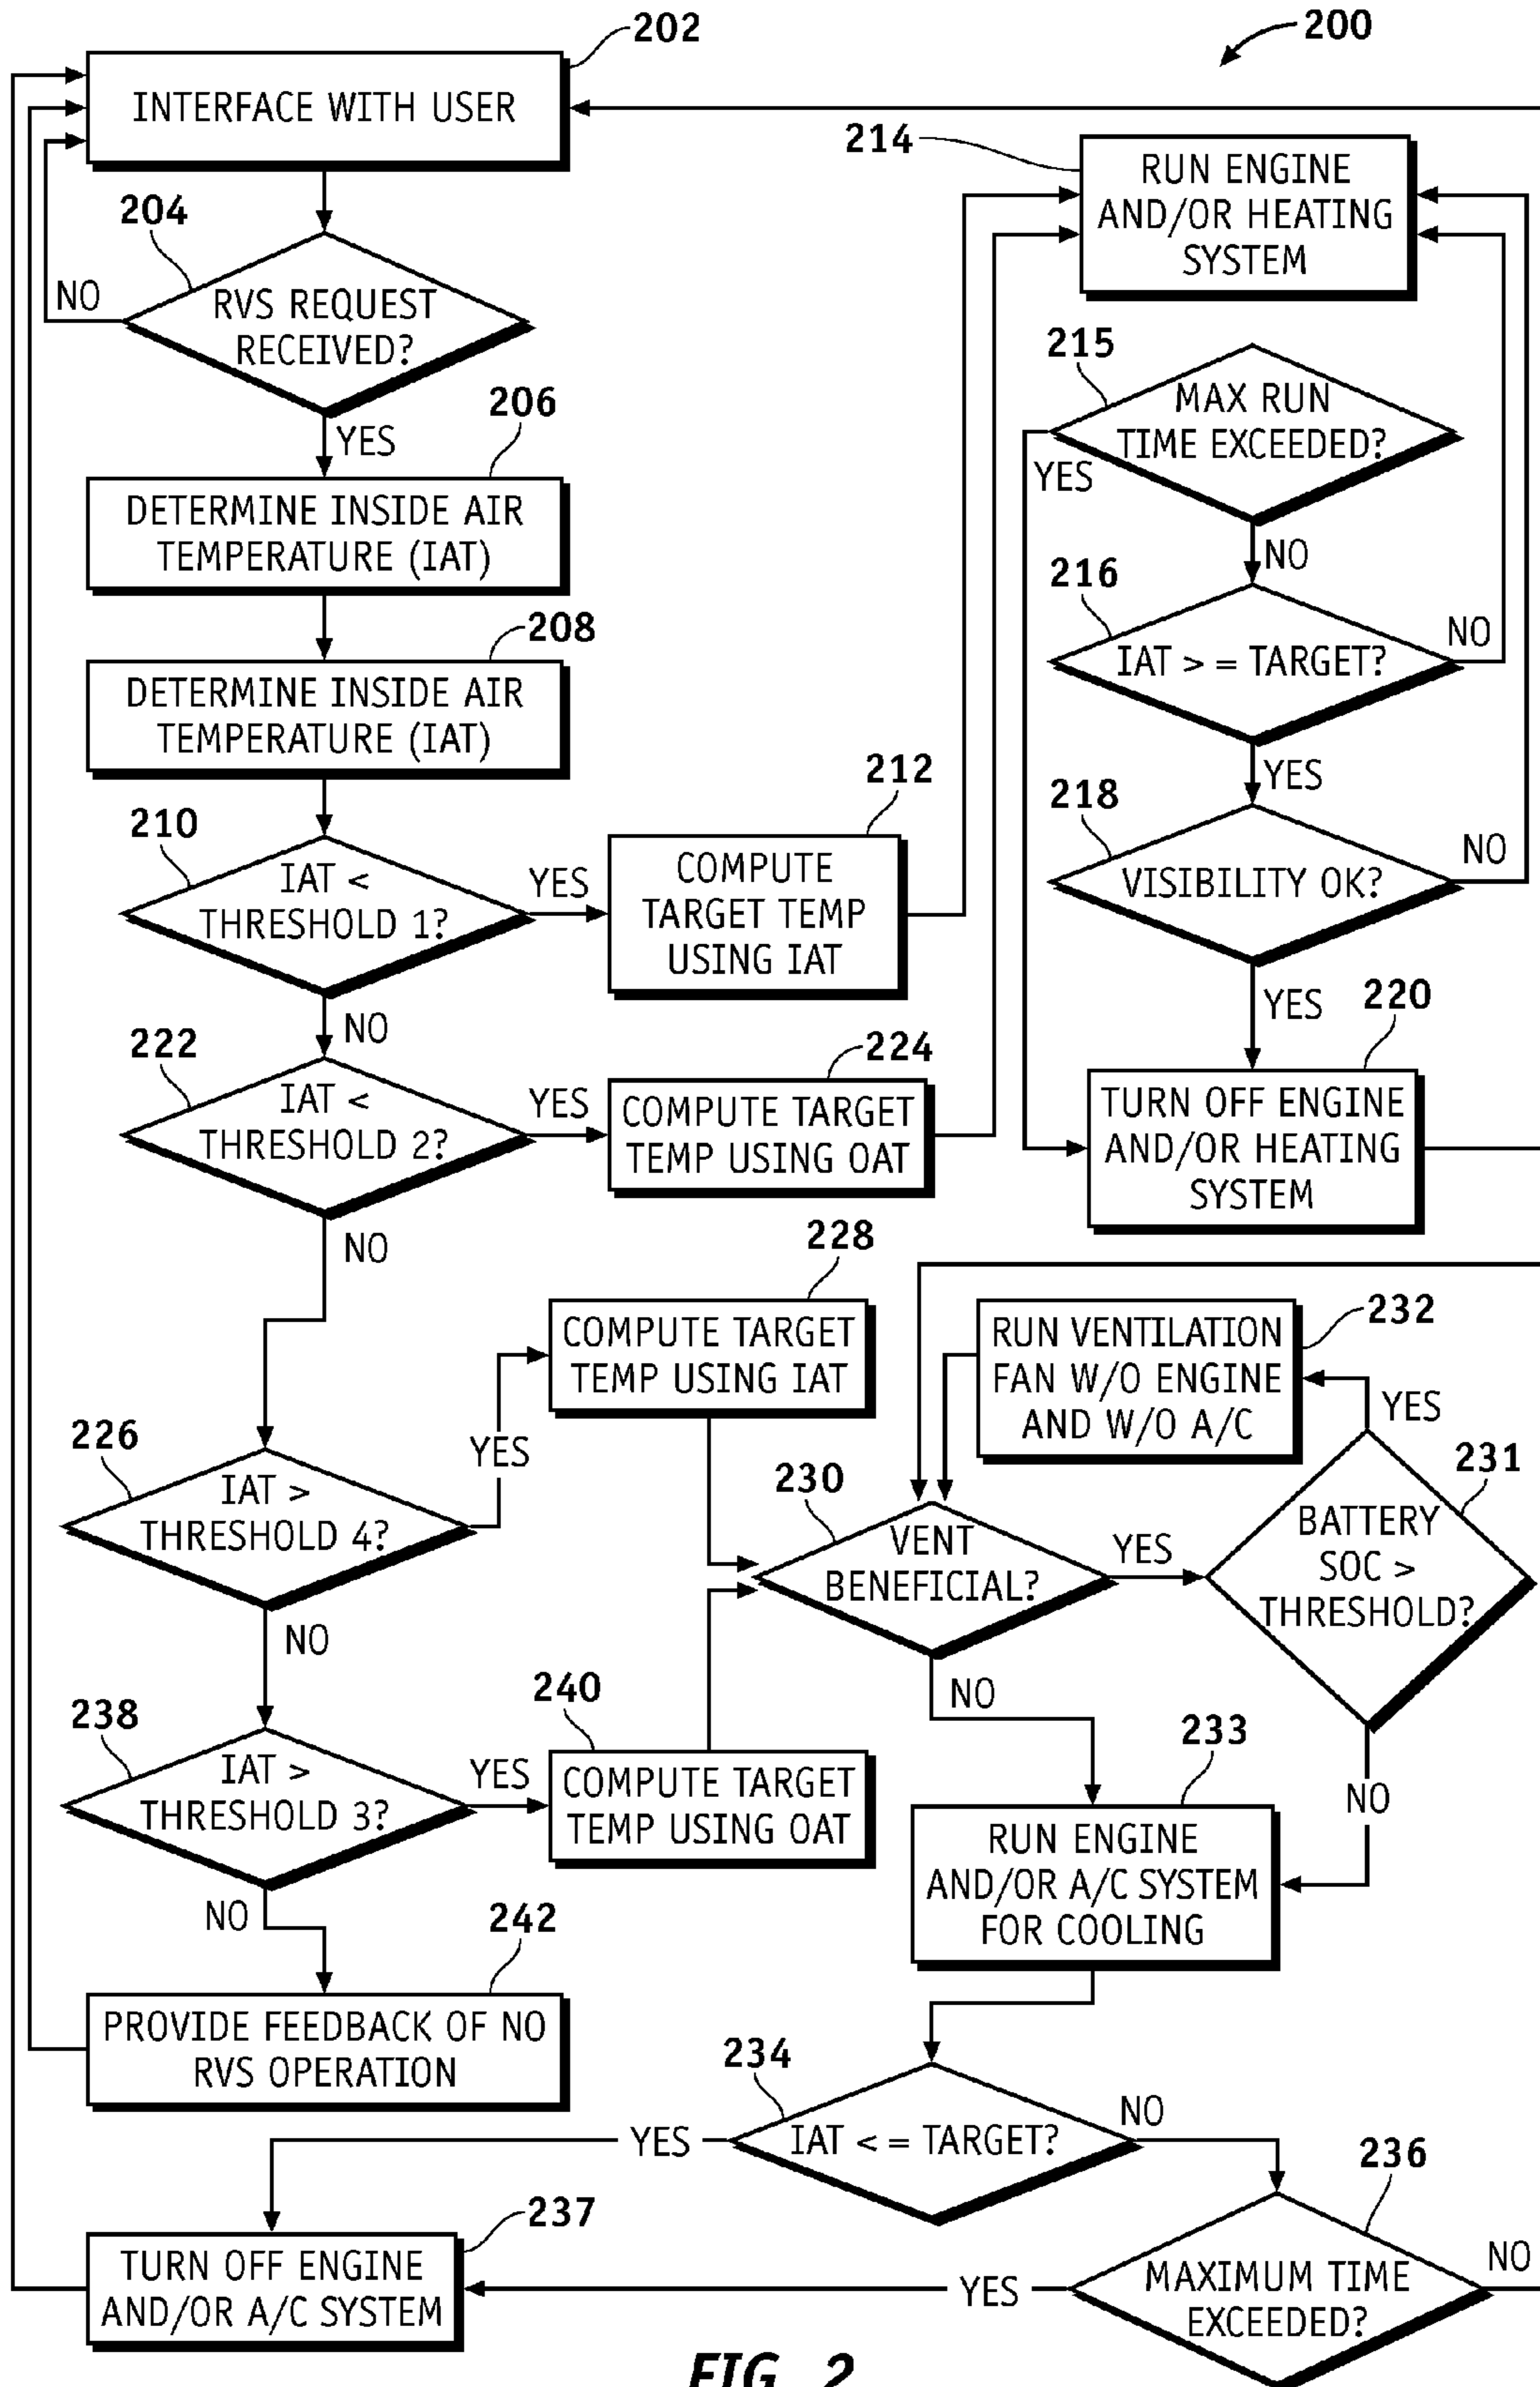 200
202
INTERFACE WITH USER
204
RVS REQUEST
RECEIVED?
NO
YES
206
DETERMINE INSIDE AIR
TEMPERATURE (IAT)
208
DETERMINE INSIDE AIR
TEMPERATURE (IAT)
210
IAT <
THRESHOLD 1?
YES
NO
212
COMPUTE
TARGET TEMP
USING IAT
214
RUN ENGINE
AND/OR HEATING
SYSTEM
215
MAX RUN
TIME EXCEEDED?
YES
NO
216
IAT > = TARGET?
NO
YES
218
VISIBILITY OK?
NO
YES
220
TURN OFF ENGINE
AND/OR HEATING
SYSTEM
222
IAT <
THRESHOLD 2?
YES
NO
224
COMPUTE TARGET
TEMP USING OAT
226
IAT >
THRESHOLD 4?
YES
NO
228
COMPUTE TARGET
TEMP USING IAT
230
VENT
BENEFICIAL?
YES
NO
231
BATTERY
SOC >
THRESHOLD?
YES
NO
232
RUN VENTILATION
FAN W/O ENGINE
AND W/O A/C
233
RUN ENGINE
AND/OR A/C SYSTEM
FOR COOLING
234
IAT < = TARGET?
YES
NO
236
MAXIMUM TIME
EXCEEDED?
YES
NO
237
TURN OFF ENGINE
AND/OR A/C SYSTEM
238
IAT >
THRESHOLD 3?
YES
NO
240
COMPUTE TARGET
TEMP USING OAT
242
PROVIDE FEEDBACK OF NO
RVS OPERATION
FIG. 2